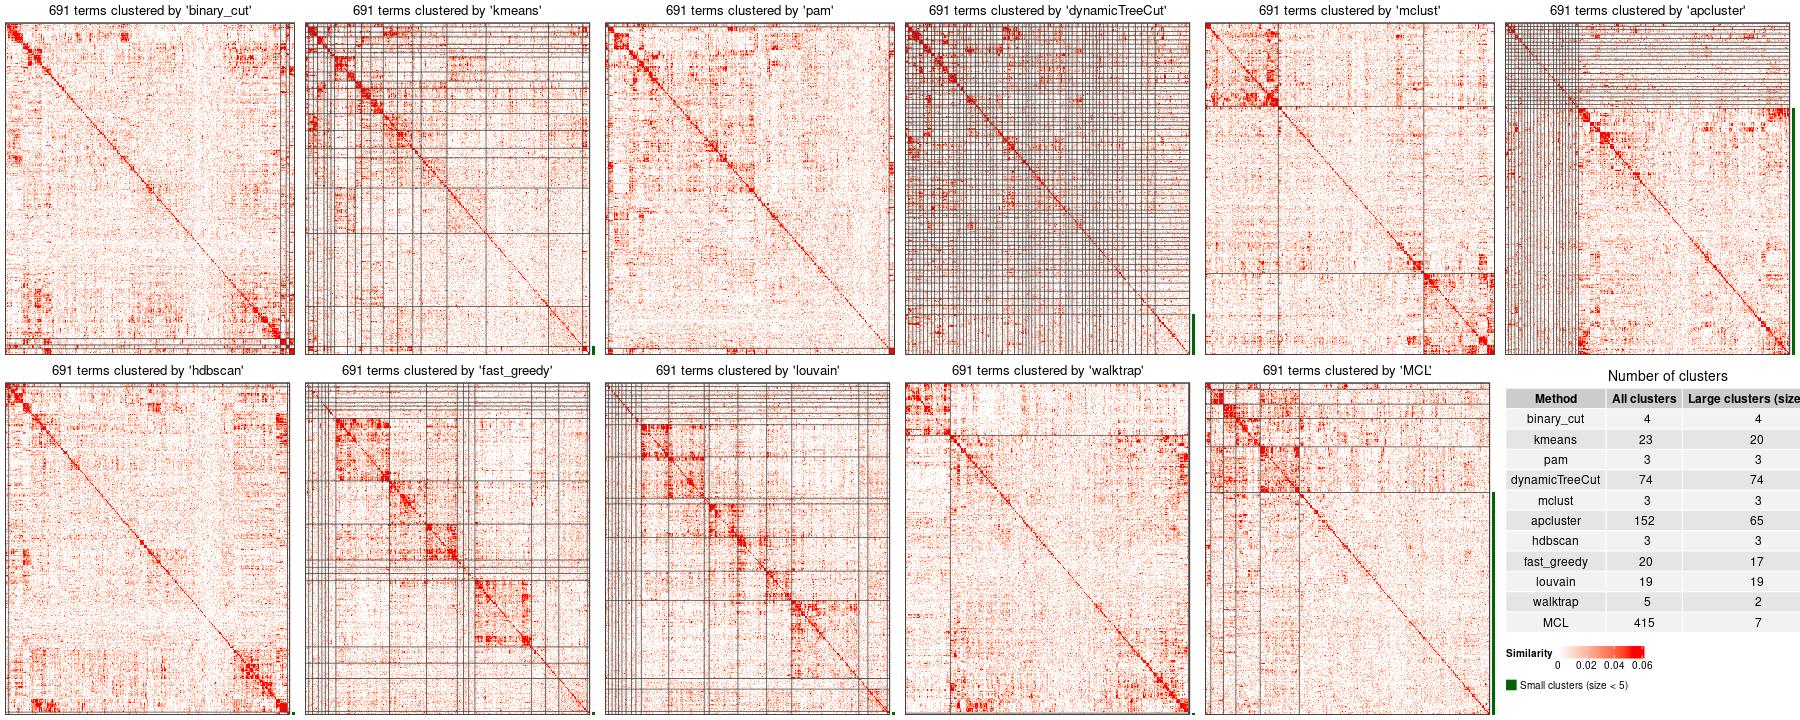 691 terms clustered by 'binary_cut'
691 terms clustered by 'kmeans'
691 terms clustered by 'pam'
691 terms clustered by 'dynamicTreeCut'
691 terms clustered by 'mclust'
691 terms clustered by 'apcluster'
691 terms clustered by 'hdbscan'
691 terms clustered by 'fast_greedy'
691 terms clustered by 'louvain'
691 terms clustered by 'walktrap'
691 terms clustered by 'MCL'
Number of clusters
Method All clusters Large clusters (size
binary_cut 4 4
kmeans 23 20
pam 3 3
dynamicTreeCut 74 74
mclust 3 3
apcluster 152 65
hdbscan 3 3
fast_greedy 20 17
louvain 19 19
walktrap 5 2
MCL 415 7
Similarity
0 0.02 0.04 0.06
Small clusters (size < 5)